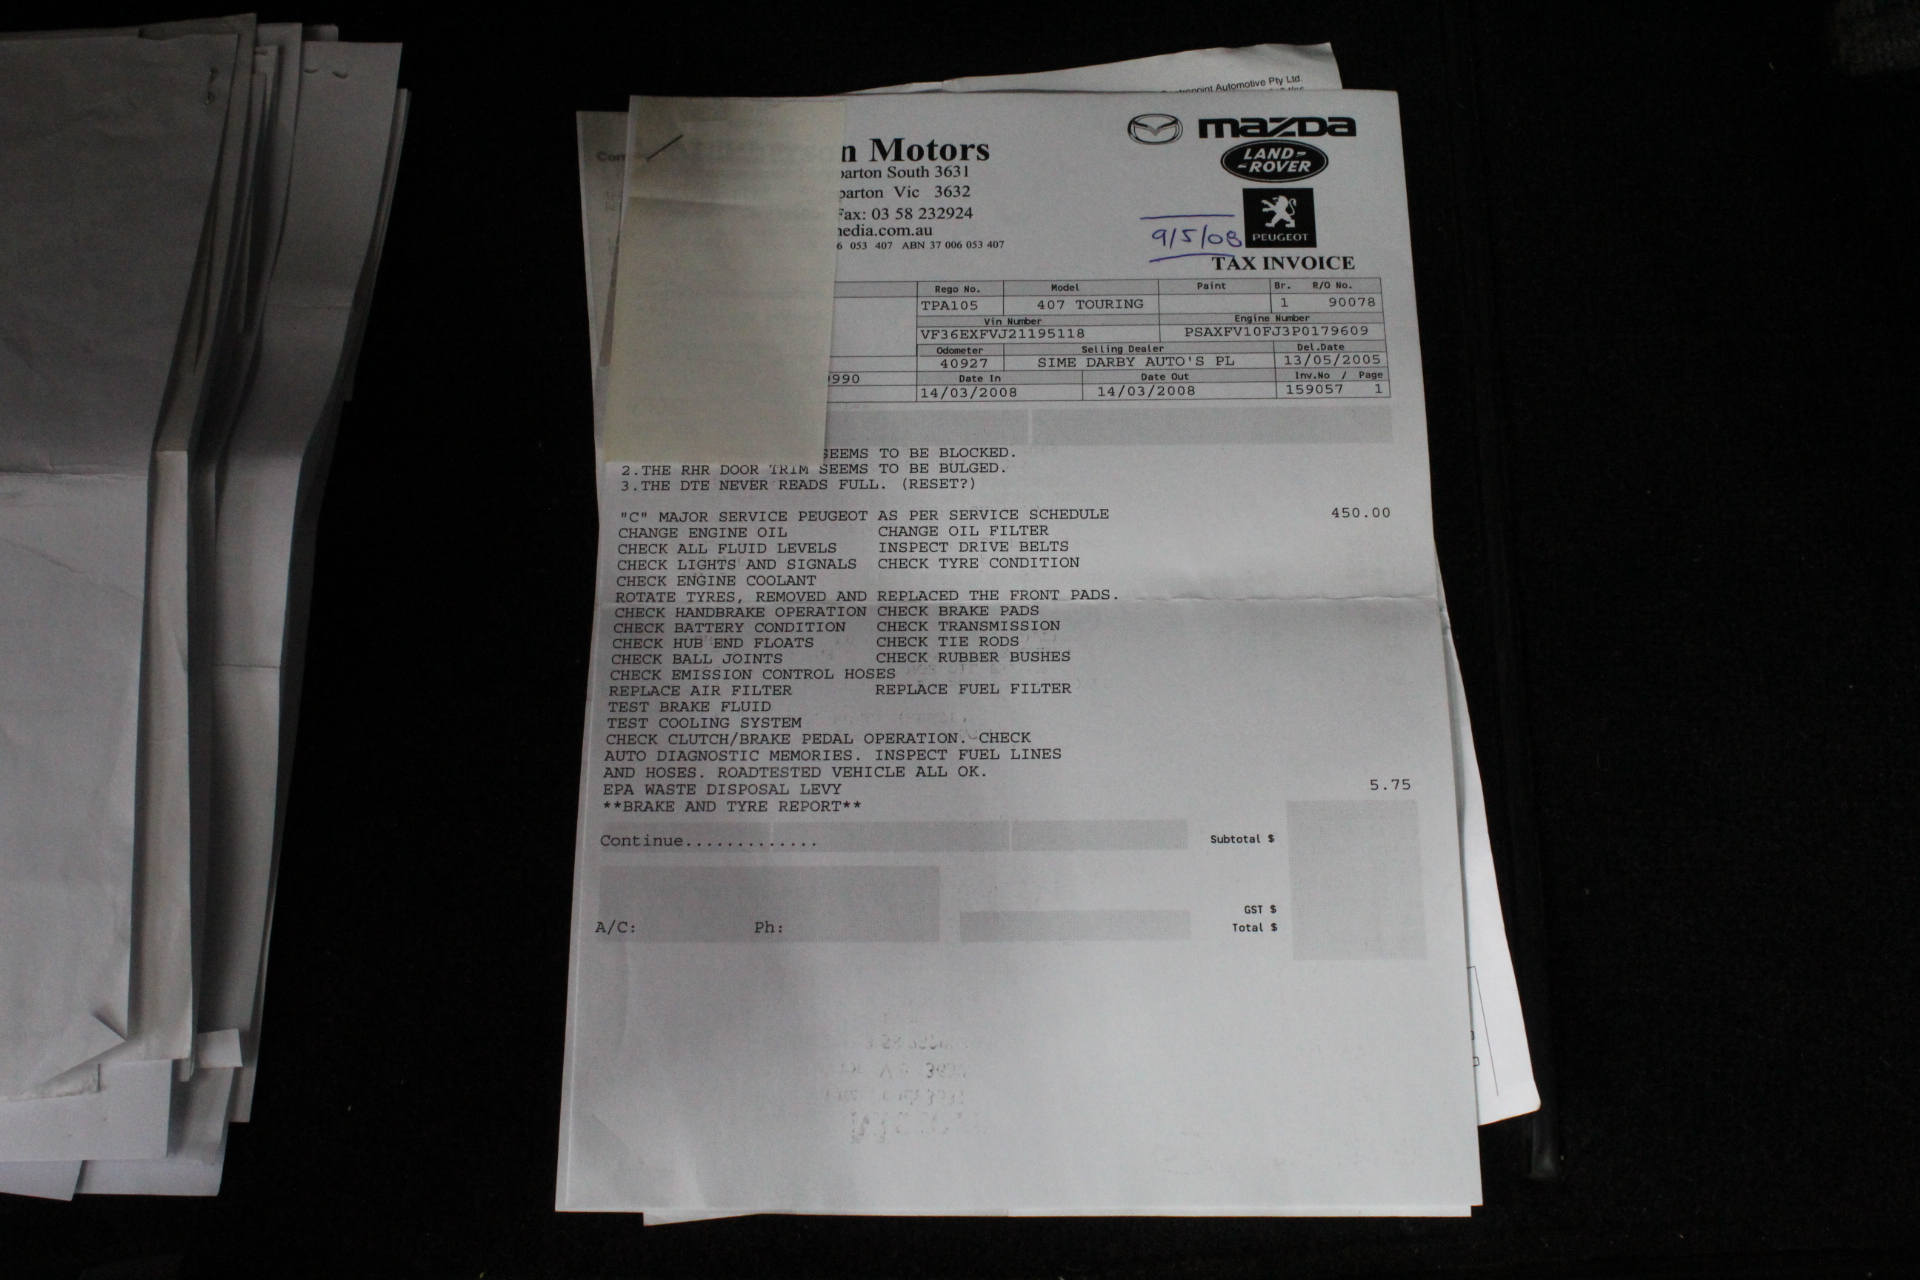 Automotive Pty Ltd.
n Motors
mazda
LAND-
-ROVER
parton South 3631
parton Vic 3632
Fax: 03 58 232924
media.com.au
6 053 407 ABN 37 006 053 407
9/5/08
PEUGEOT
TAX INVOICE
Rego No. Model Paint Br. R/O No.
TPA105 407 TOURING 1 90078
Vin Number Engine Number
VF36EXFVJ21195118 PSAXFV10FJ3P0179609
Odometer Selling Dealer Del.Date
40927 SIME DARBY AUTO'S PL 13/05/2005
990 Date In Date Out Inv.No / Page
14/03/2008 14/03/2008 159057 1
SEEMS TO BE BLOCKED.
2.THE RHR DOOR TRIM SEEMS TO BE BULGED.
3.THE DTE NEVER READS FULL. (RESET?)
"C" MAJOR SERVICE PEUGEOT AS PER SERVICE SCHEDULE 450.00
CHANGE ENGINE OIL CHANGE OIL FILTER
CHECK ALL FLUID LEVELS INSPECT DRIVE BELTS
CHECK LIGHTS AND SIGNALS CHECK TYRE CONDITION
CHECK ENGINE COOLANT
ROTATE TYRES, REMOVED AND REPLACED THE FRONT PADS.
CHECK HANDBRAKE OPERATION CHECK BRAKE PADS
CHECK BATTERY CONDITION CHECK TRANSMISSION
CHECK HUB END FLOATS CHECK TIE RODS
CHECK BALL JOINTS CHECK RUBBER BUSHES
CHECK EMISSION CONTROL HOSES
REPLACE AIR FILTER REPLACE FUEL FILTER
TEST BRAKE FLUID
TEST COOLING SYSTEM
CHECK CLUTCH/BRAKE PEDAL OPERATION. CHECK
AUTO DIAGNOSTIC MEMORIES. INSPECT FUEL LINES
AND HOSES. ROADTESTED VEHICLE ALL OK.
EPA WASTE DISPOSAL LEVY 5.75
**BRAKE AND TYRE REPORT**
Continue............. Subtotal $
GST $
A/C: Ph: Total $